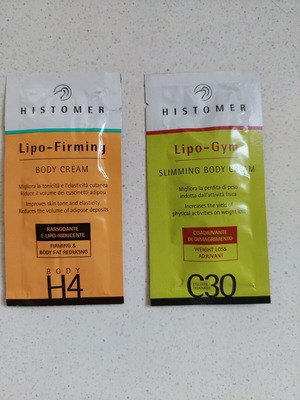 HISTOMER
Lipo-Firming
BODY CREAM
Migliora la tonicità e l'elasticità cutanea
Riduce il volume dei cuscinetti adiposi
Improves skin tone and elasticity
Reduces the volume of adipose deposits
RASSODANTE
E LIPO-RIDUCENTE
FIRMING &
BODY FAT REDUCING
BODY
H4
HISTOMER
Lipo-Gym
SLIMMING BODY CREAM
Migliora la perdita di peso
indotta dall'attività fisica
Increases the yield of
physical activities on weight loss
COADIUVANTE
DI DIMAGRIMENTO
WEIGHT LOSS
ADJUVANT
C30